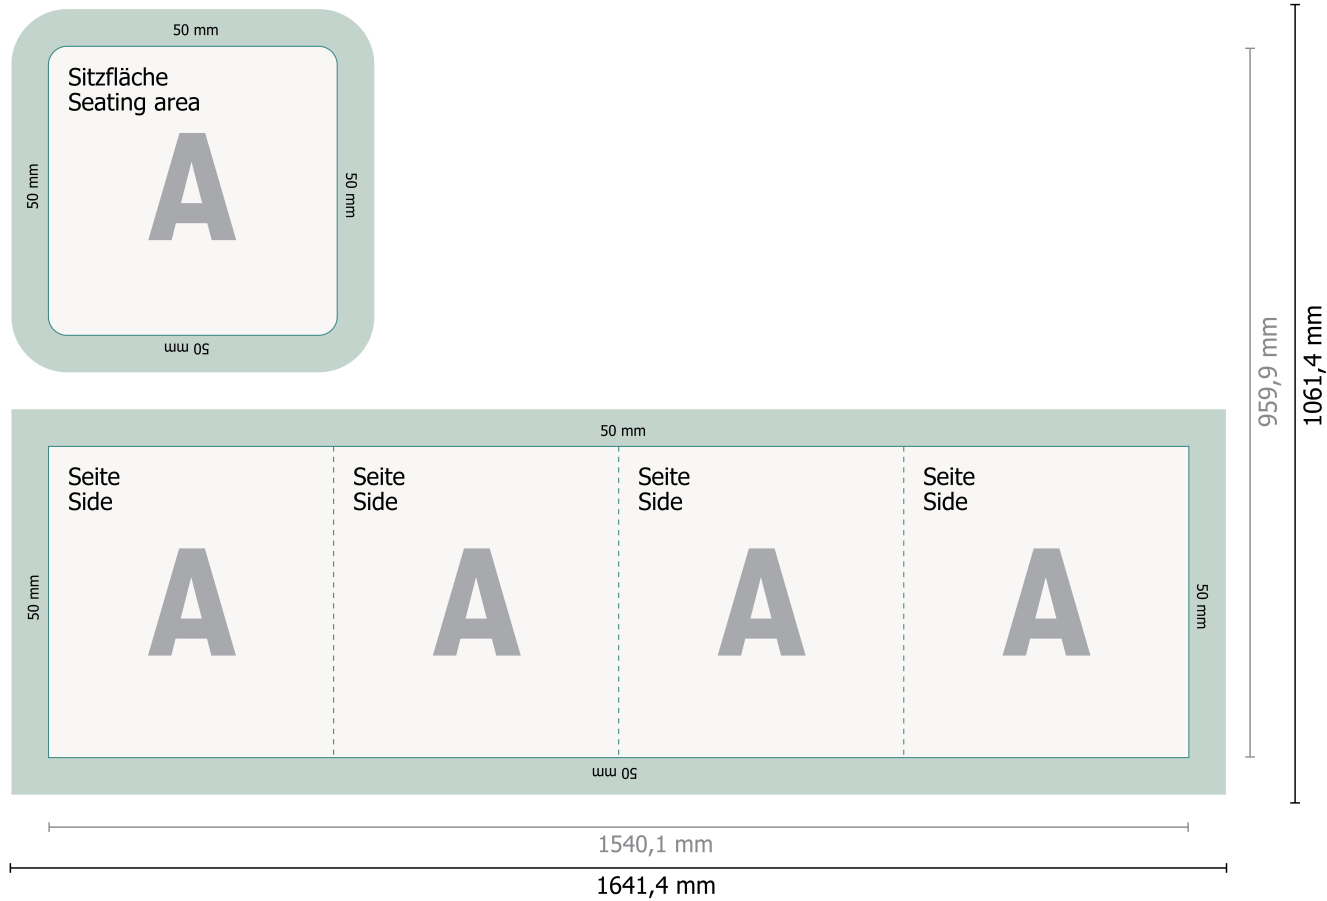 50 mm
Sitzfläche
Seating area
A
50 mm
50 mm
50 mm
50 mm
Seite
Side
A
Seite
Side
A
Seite
Side
A
Seite
Side
A
50 mm
50 mm
50 mm
959,9 mm
1061,4 mm
1540,1 mm
1641,4 mm